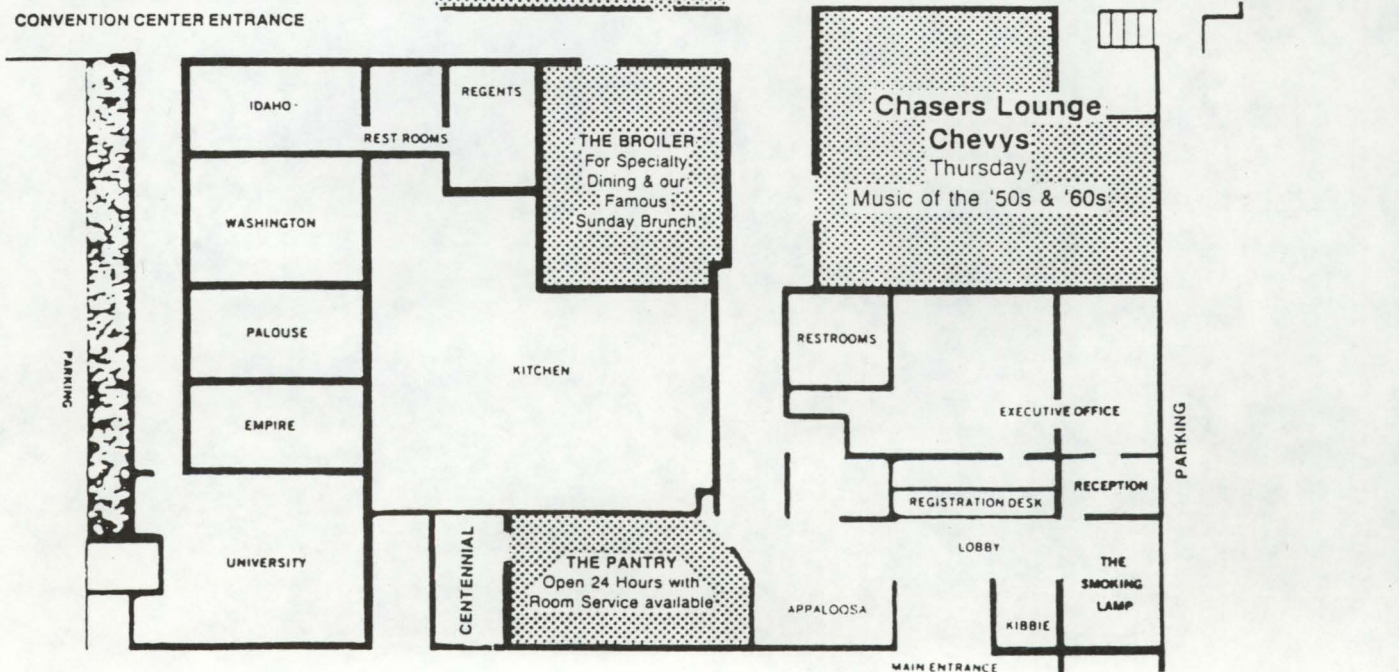 CONVENTION CENTER ENTRANCE
IDAHO
REST ROOMS
REGENTS
THE BROILER
For Specialty
Dining & our
Famous
Sunday Brunch
Chasers Lounge
Chevys
Thursday
Music of the '50s & '60s
WASHINGTON
PALOUSE
EMPIRE
PARKING
KITCHEN
RESTROOMS
EXECUTIVE OFFICE
PARKING
RECEPTION
REGISTRATION DESK
UNIVERSITY
CENTENNIAL
THE PANTRY
Open 24 Hours with
Room Service available
APPALOOSA
LOBBY
THE
SMOKING
LAMP
KIBBIE
MAIN ENTRANCE